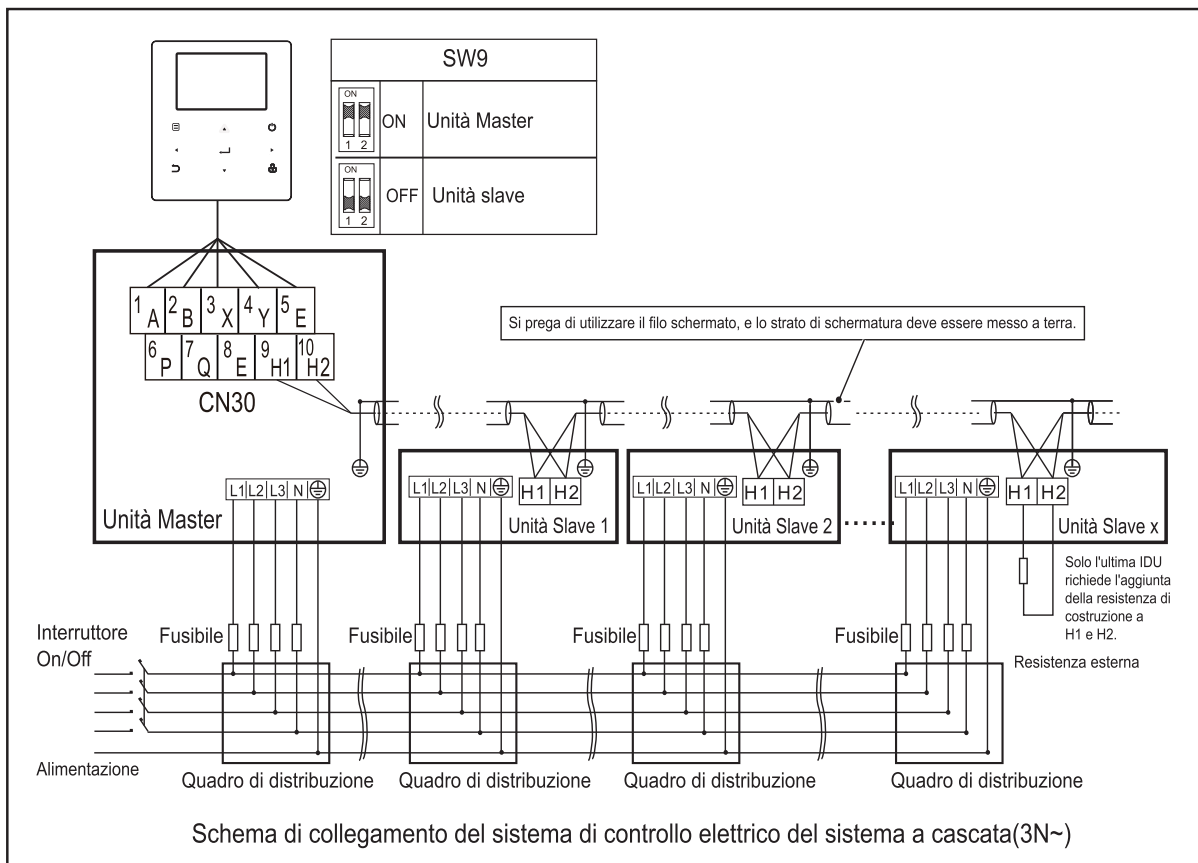 SW9
ON
1 2
ON
Unità Master
ON
1 2
OFF
Unità slave
1 A 2 B 3 X 4 Y 5 E
6 P 7 Q 8 E 9 H1 10 H2
CN30
Si prega di utilizzare il filo schermato, e lo strato di schermatura deve essere messo a terra.
L1 L2 L3 N
Unità Master
L1 L2 L3 N
H1 H2
Unità Slave 1
L1 L2 L3 N
H1 H2
Unità Slave 2
L1 L2 L3 N
H1 H2
Unità Slave x
Solo l'ultima IDU
richiede l'aggiunta
della resistenza di
costruzione a
H1 e H2.
Resistenza esterna
Interruttore
On/Off
Fusibile
Fusibile
Fusibile
Fusibile
Alimentazione
Quadro di distribuzione
Quadro di distribuzione
Quadro di distribuzione
Quadro di distribuzione
Schema di collegamento del sistema di controllo elettrico del sistema a cascata(3N~)